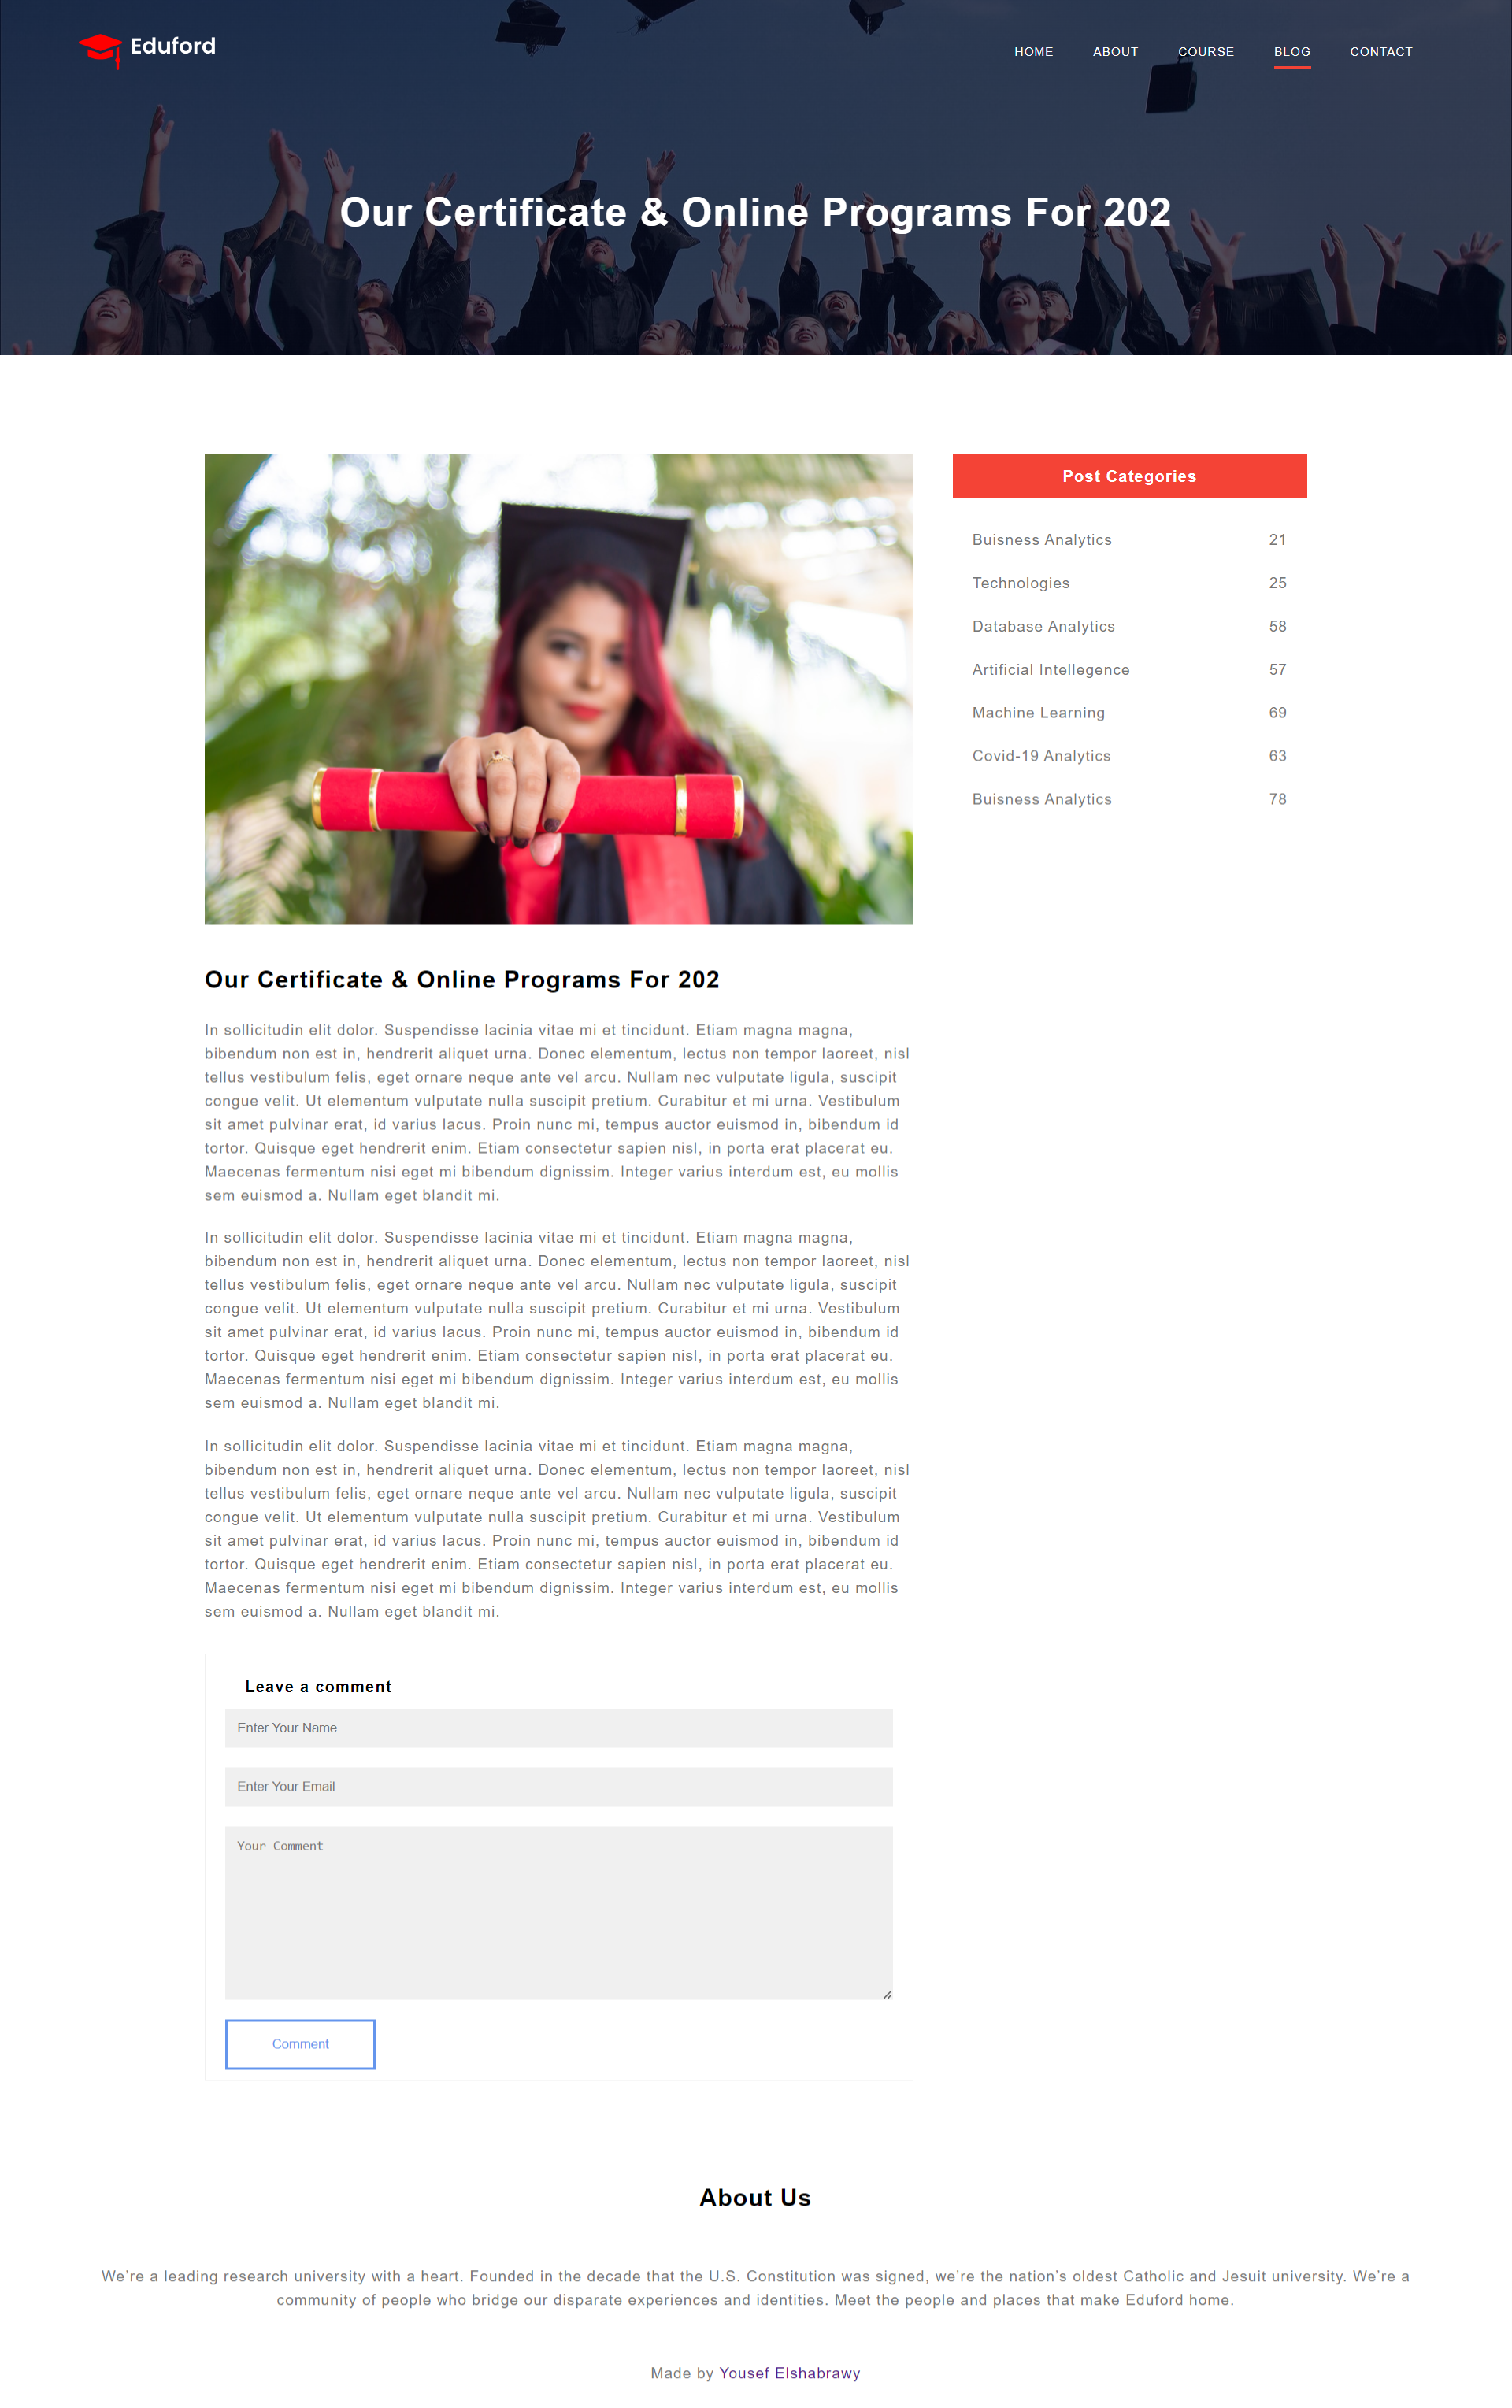 Eduford
HOME
ABOUT
COURSE
BLOG
CONTACT
Our Certificate & Online Programs For 202
Post Categories
Buisness Analytics 21
Technologies 25
Database Analytics 58
Artificial Intellegence 57
Machine Learning 69
Covid-19 Analytics 63
Buisness Analytics 78
Our Certificate & Online Programs For 202
In sollicitudin elit dolor. Suspendisse lacinia vitae mi et tincidunt. Etiam magna magna,
bibendum non est in, hendrerit aliquet urna. Donec elementum, lectus non tempor laoreet, nisl
tellus vestibulum felis, eget ornare neque ante vel arcu. Nullam nec vulputate ligula, suscipit
congue velit. Ut elementum vulputate nulla suscipit pretium. Curabitur et mi urna. Vestibulum
sit amet pulvinar erat, id varius lacus. Proin nunc mi, tempus auctor euismod in, bibendum id
tortor. Quisque eget hendrerit enim. Etiam consectetur sapien nisl, in porta erat placerat eu.
Maecenas fermentum nisi eget mi bibendum dignissim. Integer varius interdum est, eu mollis
sem euismod a. Nullam eget blandit mi.
In sollicitudin elit dolor. Suspendisse lacinia vitae mi et tincidunt. Etiam magna magna,
bibendum non est in, hendrerit aliquet urna. Donec elementum, lectus non tempor laoreet, nisl
tellus vestibulum felis, eget ornare neque ante vel arcu. Nullam nec vulputate ligula, suscipit
congue velit. Ut elementum vulputate nulla suscipit pretium. Curabitur et mi urna. Vestibulum
sit amet pulvinar erat, id varius lacus. Proin nunc mi, tempus auctor euismod in, bibendum id
tortor. Quisque eget hendrerit enim. Etiam consectetur sapien nisl, in porta erat placerat eu.
Maecenas fermentum nisi eget mi bibendum dignissim. Integer varius interdum est, eu mollis
sem euismod a. Nullam eget blandit mi.
In sollicitudin elit dolor. Suspendisse lacinia vitae mi et tincidunt. Etiam magna magna,
bibendum non est in, hendrerit aliquet urna. Donec elementum, lectus non tempor laoreet, nisl
tellus vestibulum felis, eget ornare neque ante vel arcu. Nullam nec vulputate ligula, suscipit
congue velit. Ut elementum vulputate nulla suscipit pretium. Curabitur et mi urna. Vestibulum
sit amet pulvinar erat, id varius lacus. Proin nunc mi, tempus auctor euismod in, bibendum id
tortor. Quisque eget hendrerit enim. Etiam consectetur sapien nisl, in porta erat placerat eu.
Maecenas fermentum nisi eget mi bibendum dignissim. Integer varius interdum est, eu mollis
sem euismod a. Nullam eget blandit mi.
Leave a comment
Enter Your Name
Enter Your Email
Your Comment
Comment
About Us
We’re a leading research university with a heart. Founded in the decade that the U.S. Constitution was signed, we’re the nation’s oldest Catholic and Jesuit university. We’re a
community of people who bridge our disparate experiences and identities. Meet the people and places that make Eduford home.
Made by Yousef Elshabrawy